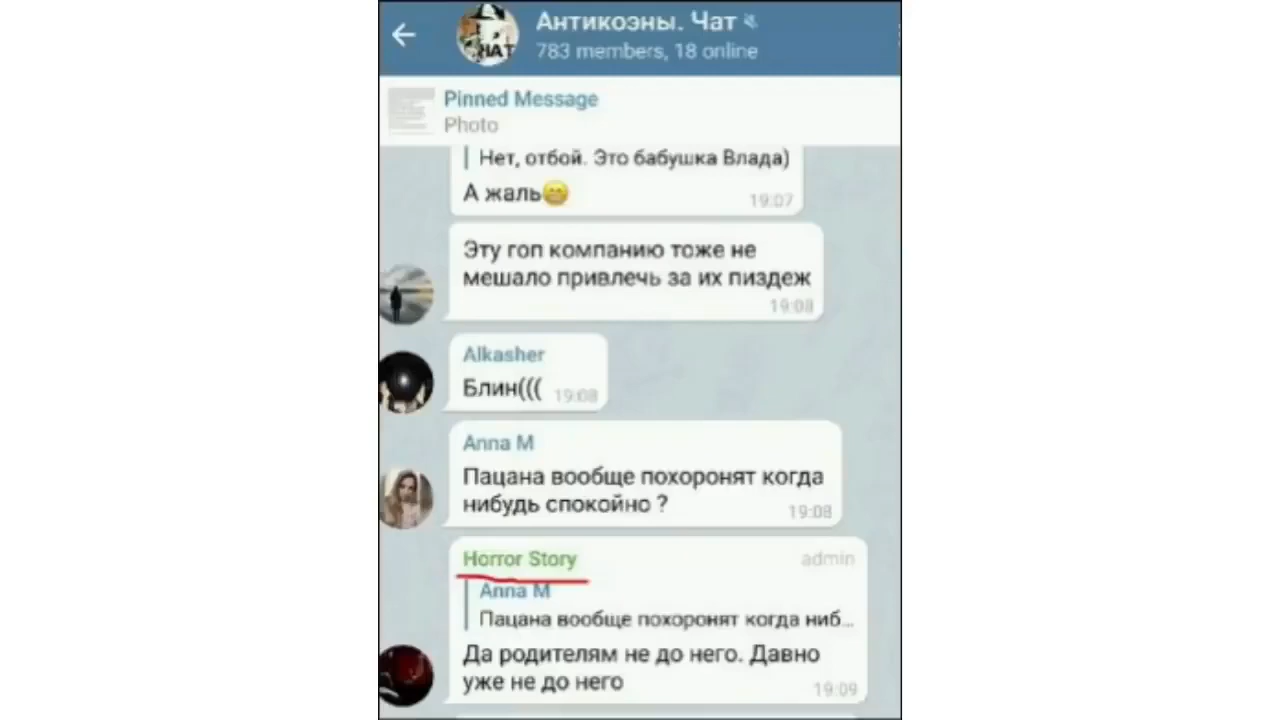 Антикоэны. Чат
783 members, 18 online
ЧАТ
Pinned Message
Photo
Нет, отбой. Это бабушка Влада)
А жаль😁
19:07
Эту гоп компанию тоже не
мешало привлечь за их пиздеж
19:08
Alkasher
Блин(((
19:08
Anna M
Пацана вообще похоронят когда
нибудь спокойно ?
19:08
Horror Story
admin
Anna M
Пацана вообще похоронят когда ниб...
Да родителям не до него. Давно
уже не до него
19:09